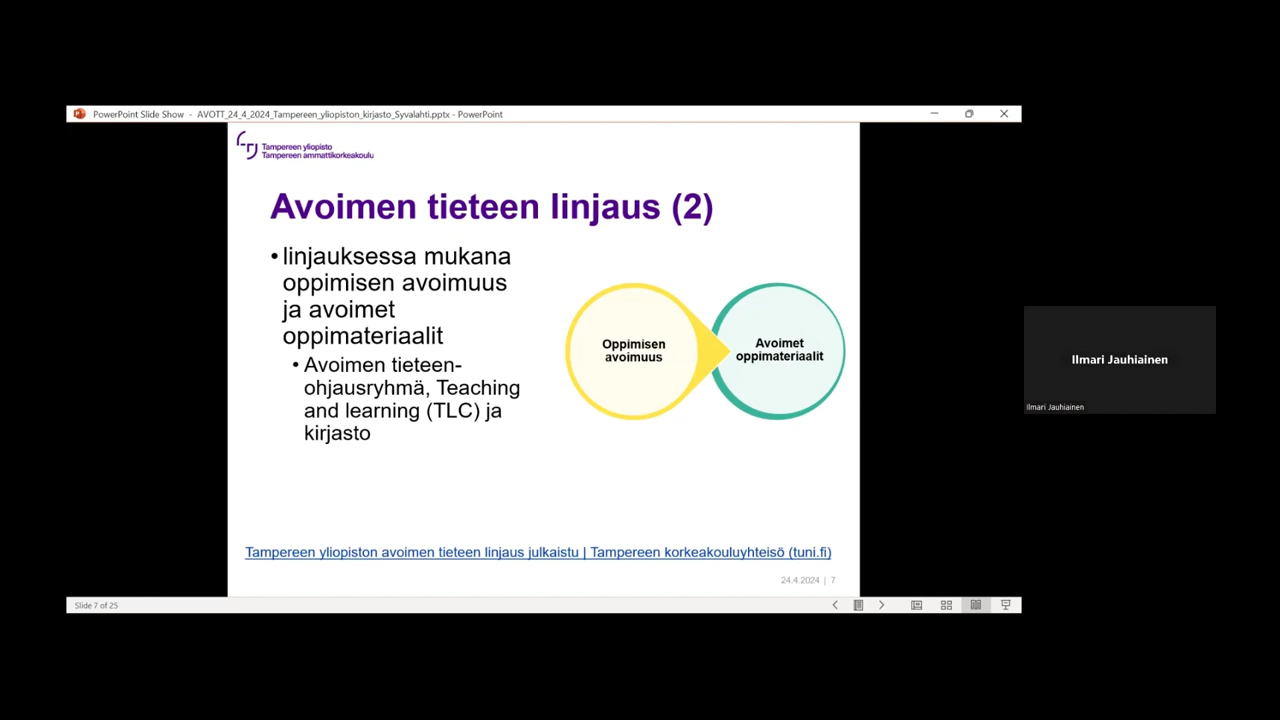 PowerPoint Slide Show - AVOTT_24_4_2024_Tampereen_yliopiston_kirjasto_Syvalahti.pptx - PowerPoint
Tampereen yliopisto
Tampereen ammattikorkeakoulu
Avoimen tieteen linjaus (2)
• linjauksessa mukana
oppimisen avoimuus
ja avoimet
oppimateriaalit
• Avoimen tieteen-
ohjausryhmä, Teaching
and learning (TLC) ja
kirjasto
Oppimisen
avoimuus
Avoimet
oppimateriaalit
Tampereen yliopiston avoimen tieteen linjaus julkaistu | Tampereen korkeakouluyhteisö (tuni.fi)
24.4.2024 | 7
Slide 7 of 25
Ilmari Jauhiainen
Ilmari Jauhiainen